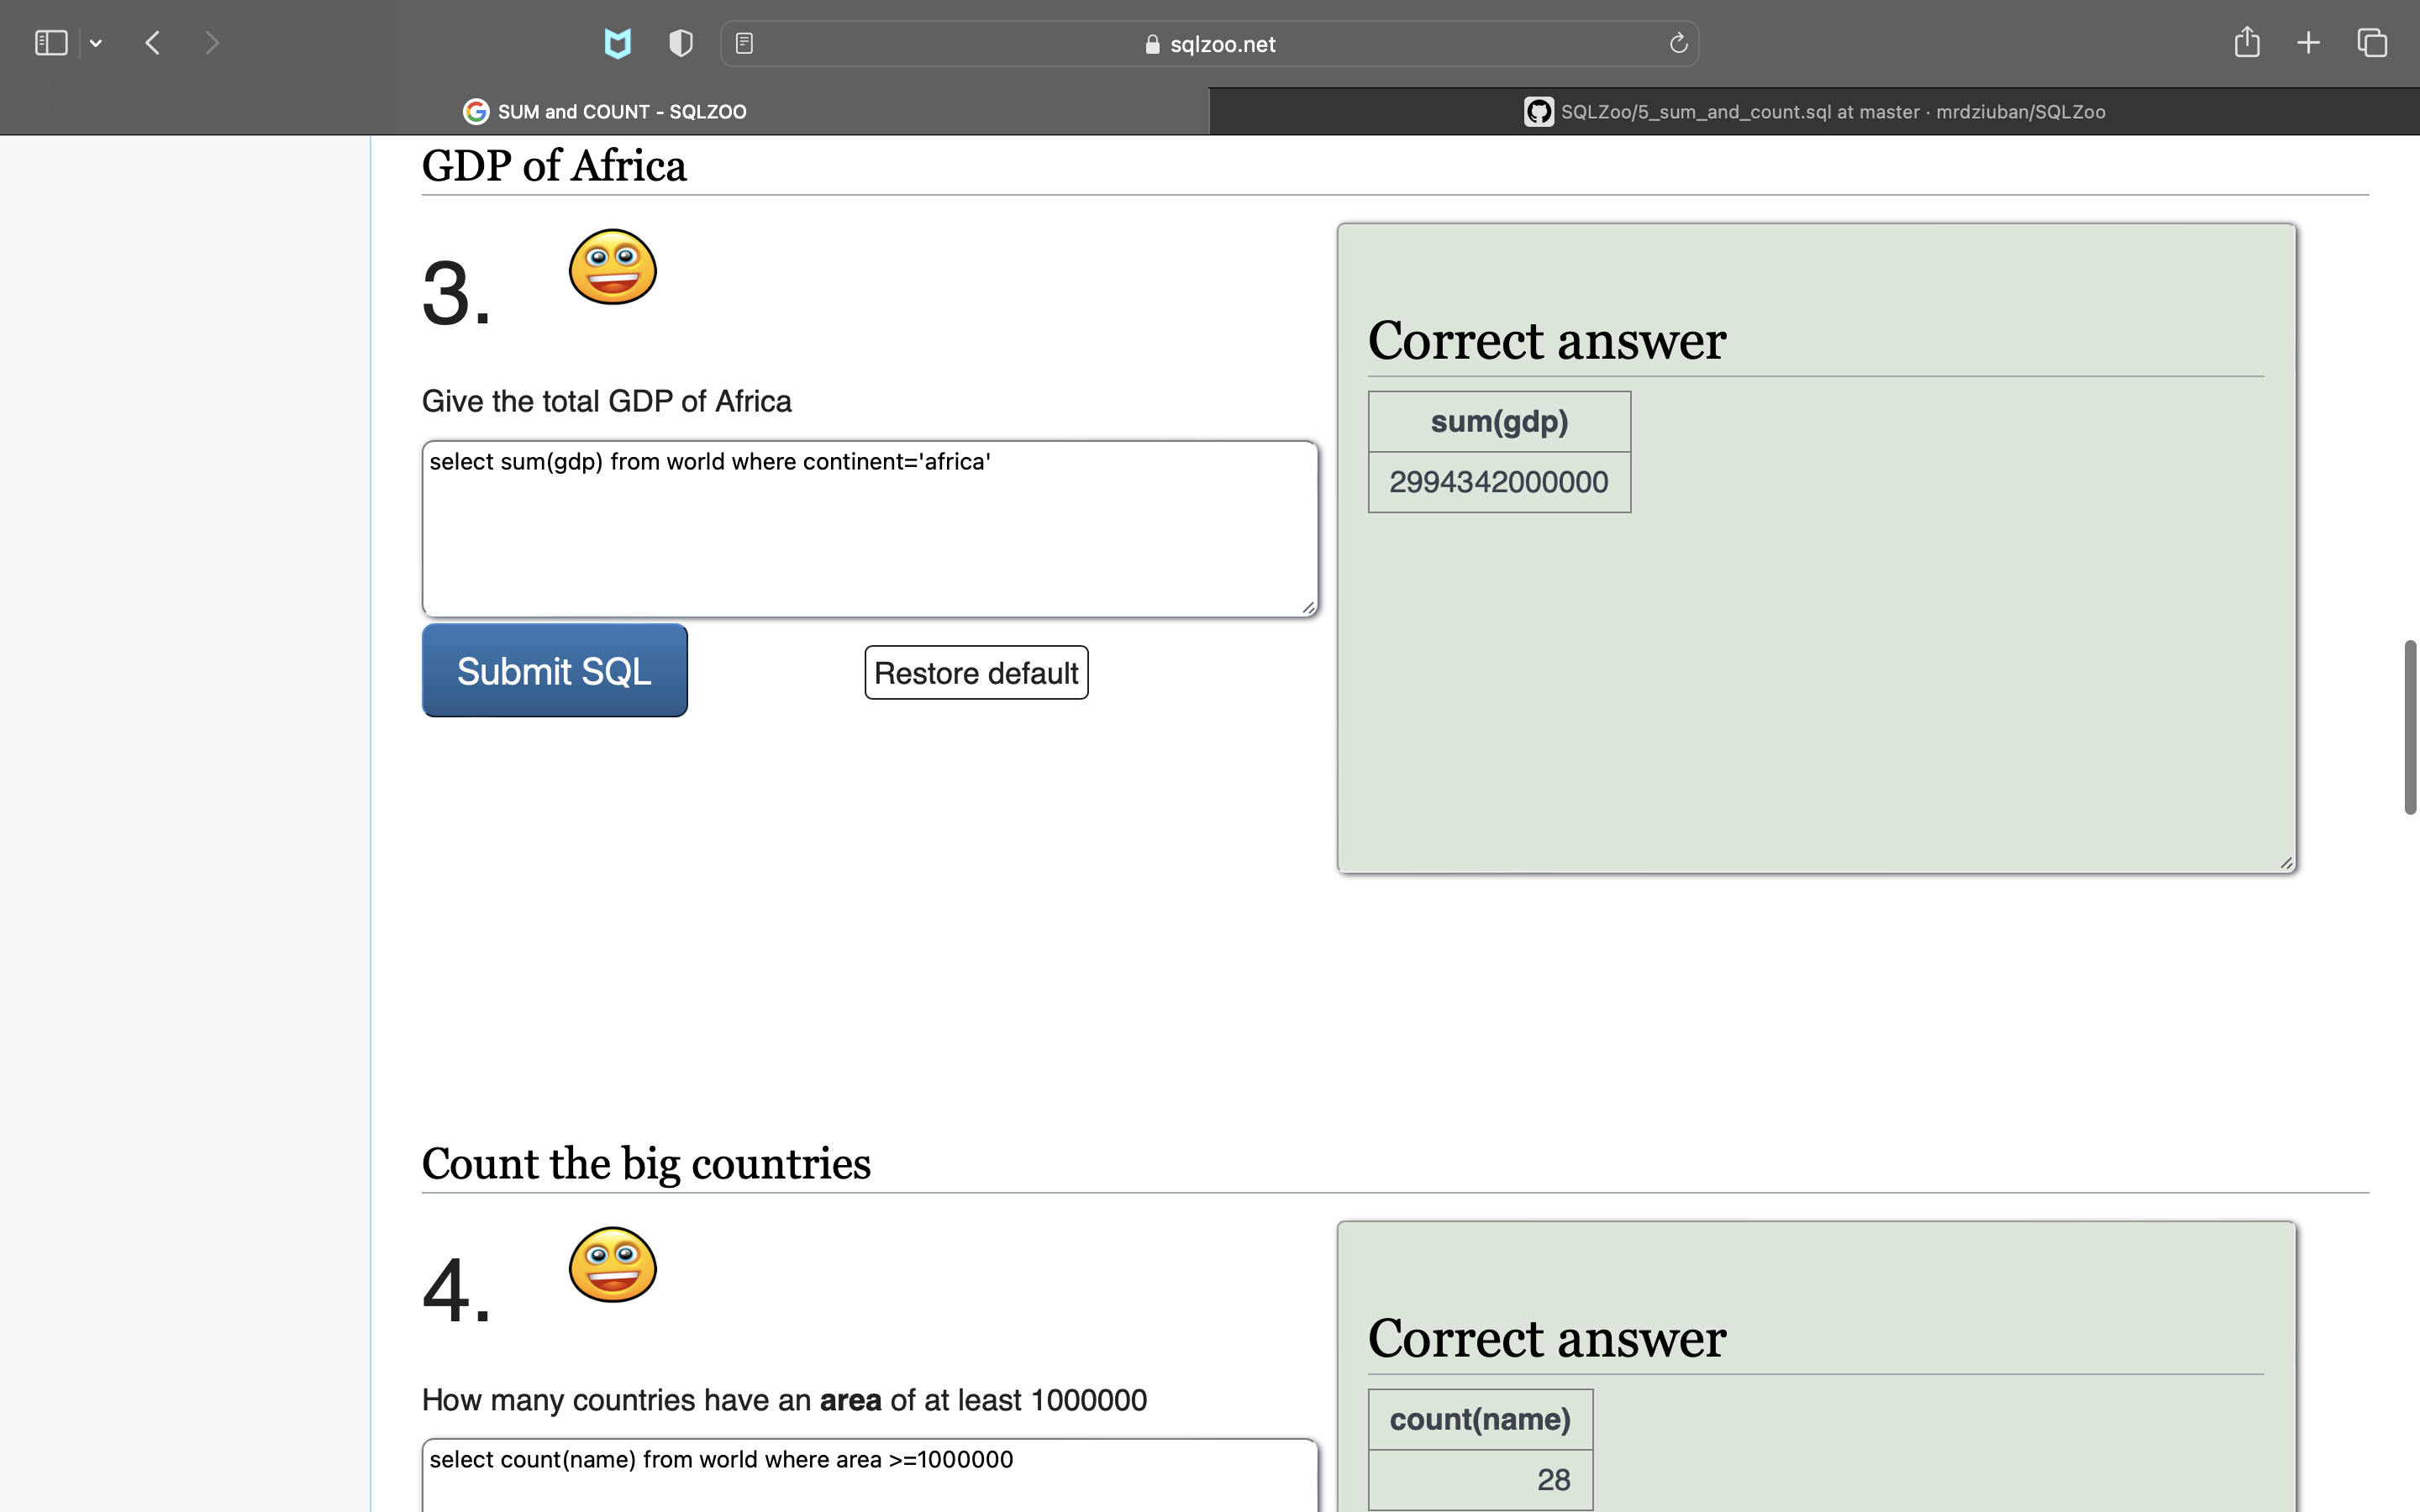 sqlzoo.net
SUM and COUNT - SQLZOO
SQLZoo/5_sum_and_count.sql at master · mrdziuban/SQLZoo
GDP of Africa
3.
Give the total GDP of Africa
select sum(gdp) from world where continent='africa'
Submit SQL
Restore default
Correct answer
sum(gdp)
2994342000000
Count the big countries
4.
How many countries have an area of at least 1000000
select count(name) from world where area >=1000000
Correct answer
count(name)
28